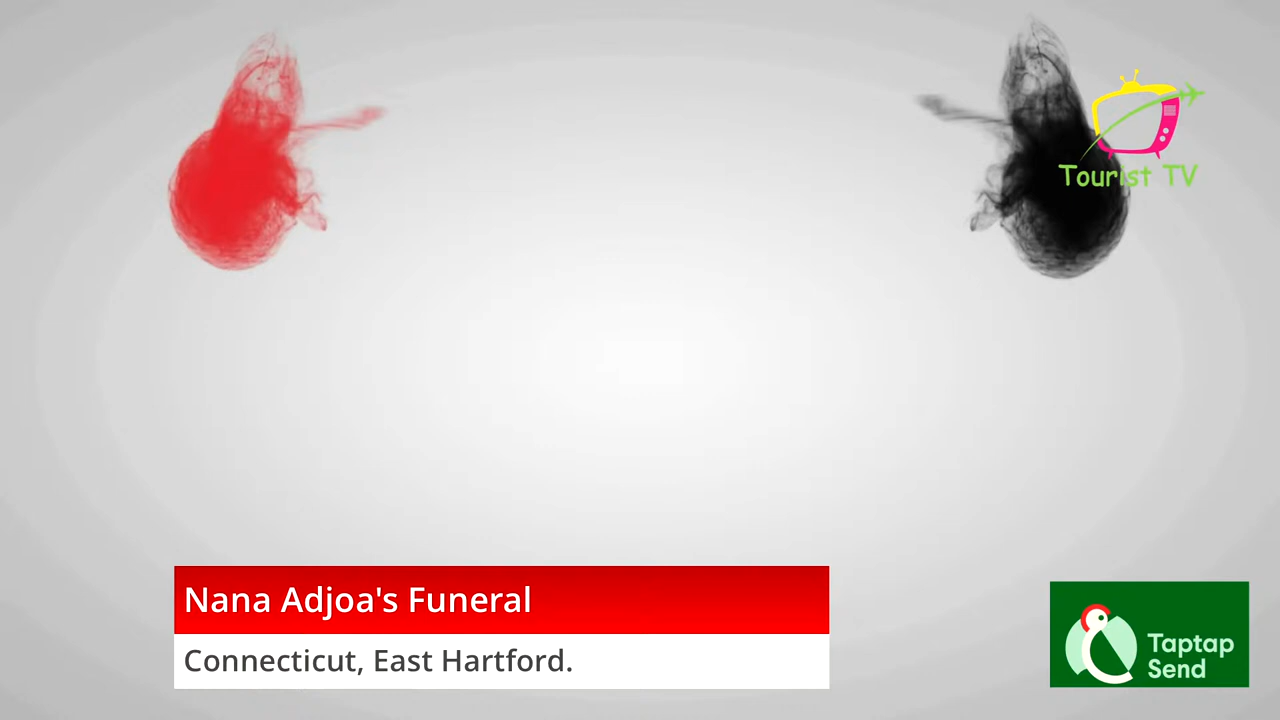 Tourist TV
Nana Adjoa's Funeral
Connecticut, East Hartford.
Taptap
Send